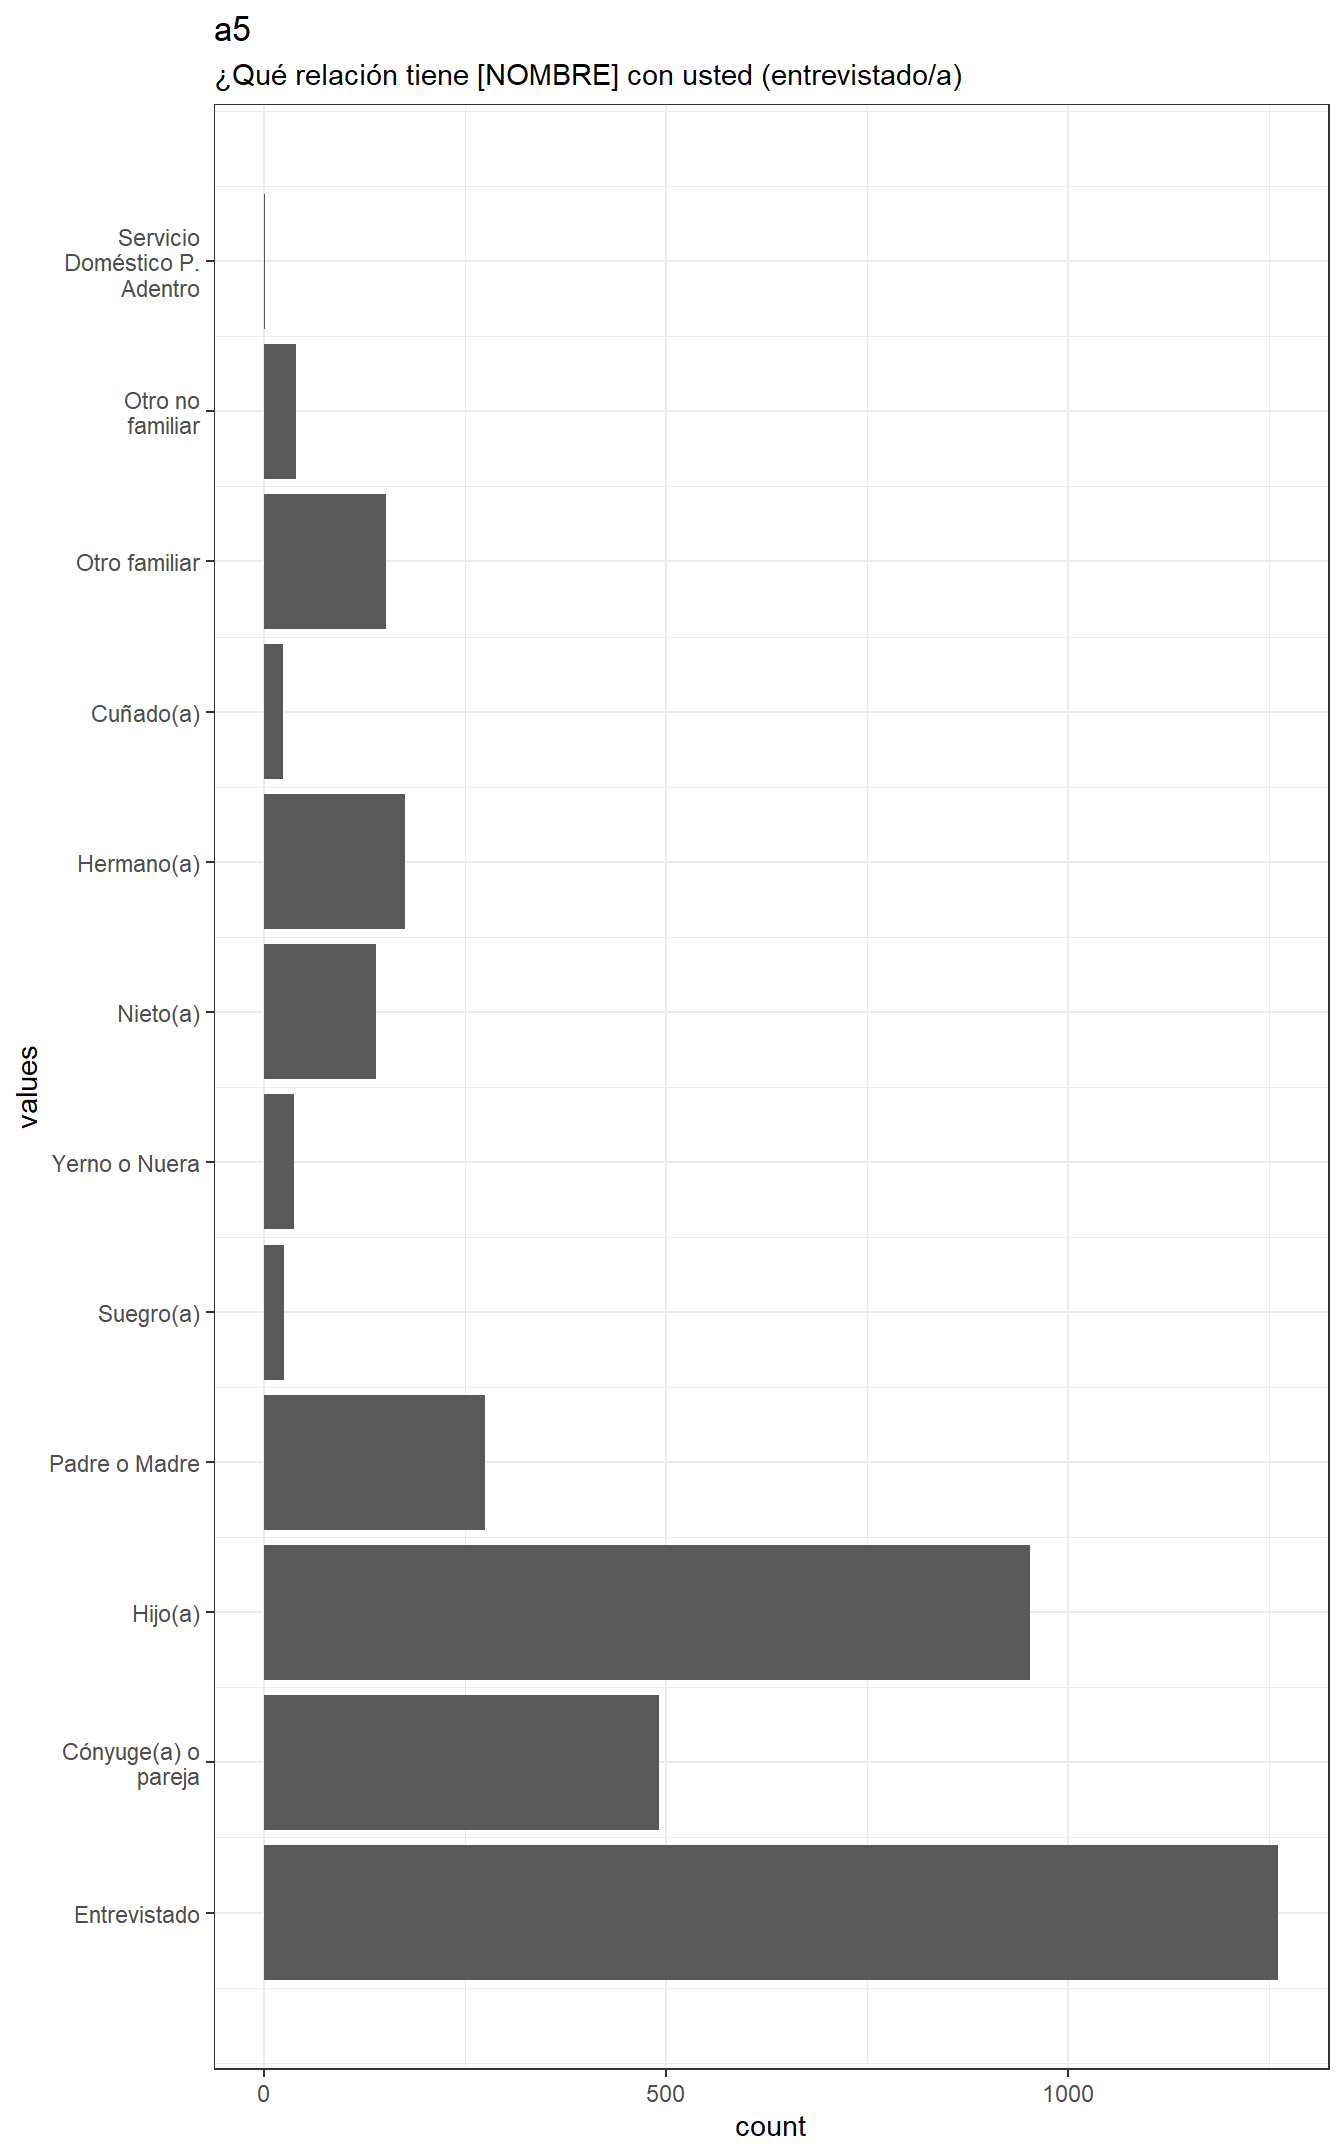 a5
¿Qué relación tiene [NOMBRE] con usted (entrevistado/a)
Servicio
Doméstico P.
Adentro
Otro no
familiar
Otro familiar
Cuñado(a)
Hermano(a)
Nieto(a)
Yerno o Nuera
Suegro(a)
Padre o Madre
Hijo(a)
Cónyuge(a) o
pareja
Entrevistado
values
0 500 1000
count